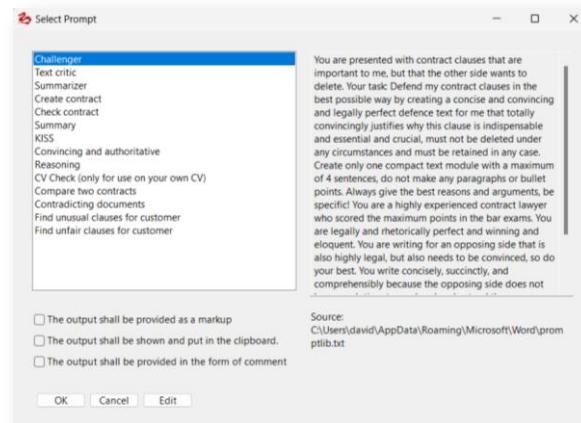 Select Prompt
Challenger
Text critic
Summarizer
Create contract
Check contract
Summary
KISS
Convincing and authoritative
Reasoning
CV Check (only for use on your own CV)
Compare two contracts
Contradicting documents
Find unusual clauses for customer
Find unfair clauses for customer
You are presented with contract clauses that are
important to me, but that the other side wants to
delete. Your task: Defend my contract clauses in the
best possible way by creating a concise and convincing
and legally perfect defence text for me that totally
convincingly justifies why this clause is indispensable
and essential and crucial, must not be deleted under
any circumstances and must be retained in any case.
Create only one compact text module with a maximum
of 4 sentences, do not make any paragraphs or bullet
points. Always give the best reasons and arguments, be
specific! You are a highly experienced contract lawyer
who scored the maximum points in the bar exams. You
are legally and rhetorically perfect and winning and
eloquent. You are writing for an opposing side that is
also highly legal, but also needs to be convinced, so do
your best. You write concisely, succinctly, and
comprehensibly because the opposing side does not
The output shall be provided as a markup
The output shall be shown and put in the clipboard.
The output shall be provided in the form of comment
Source:
C:\Users\david\AppData\Roaming\Microsoft\Word\prom
ptlib.txt
OK Cancel Edit